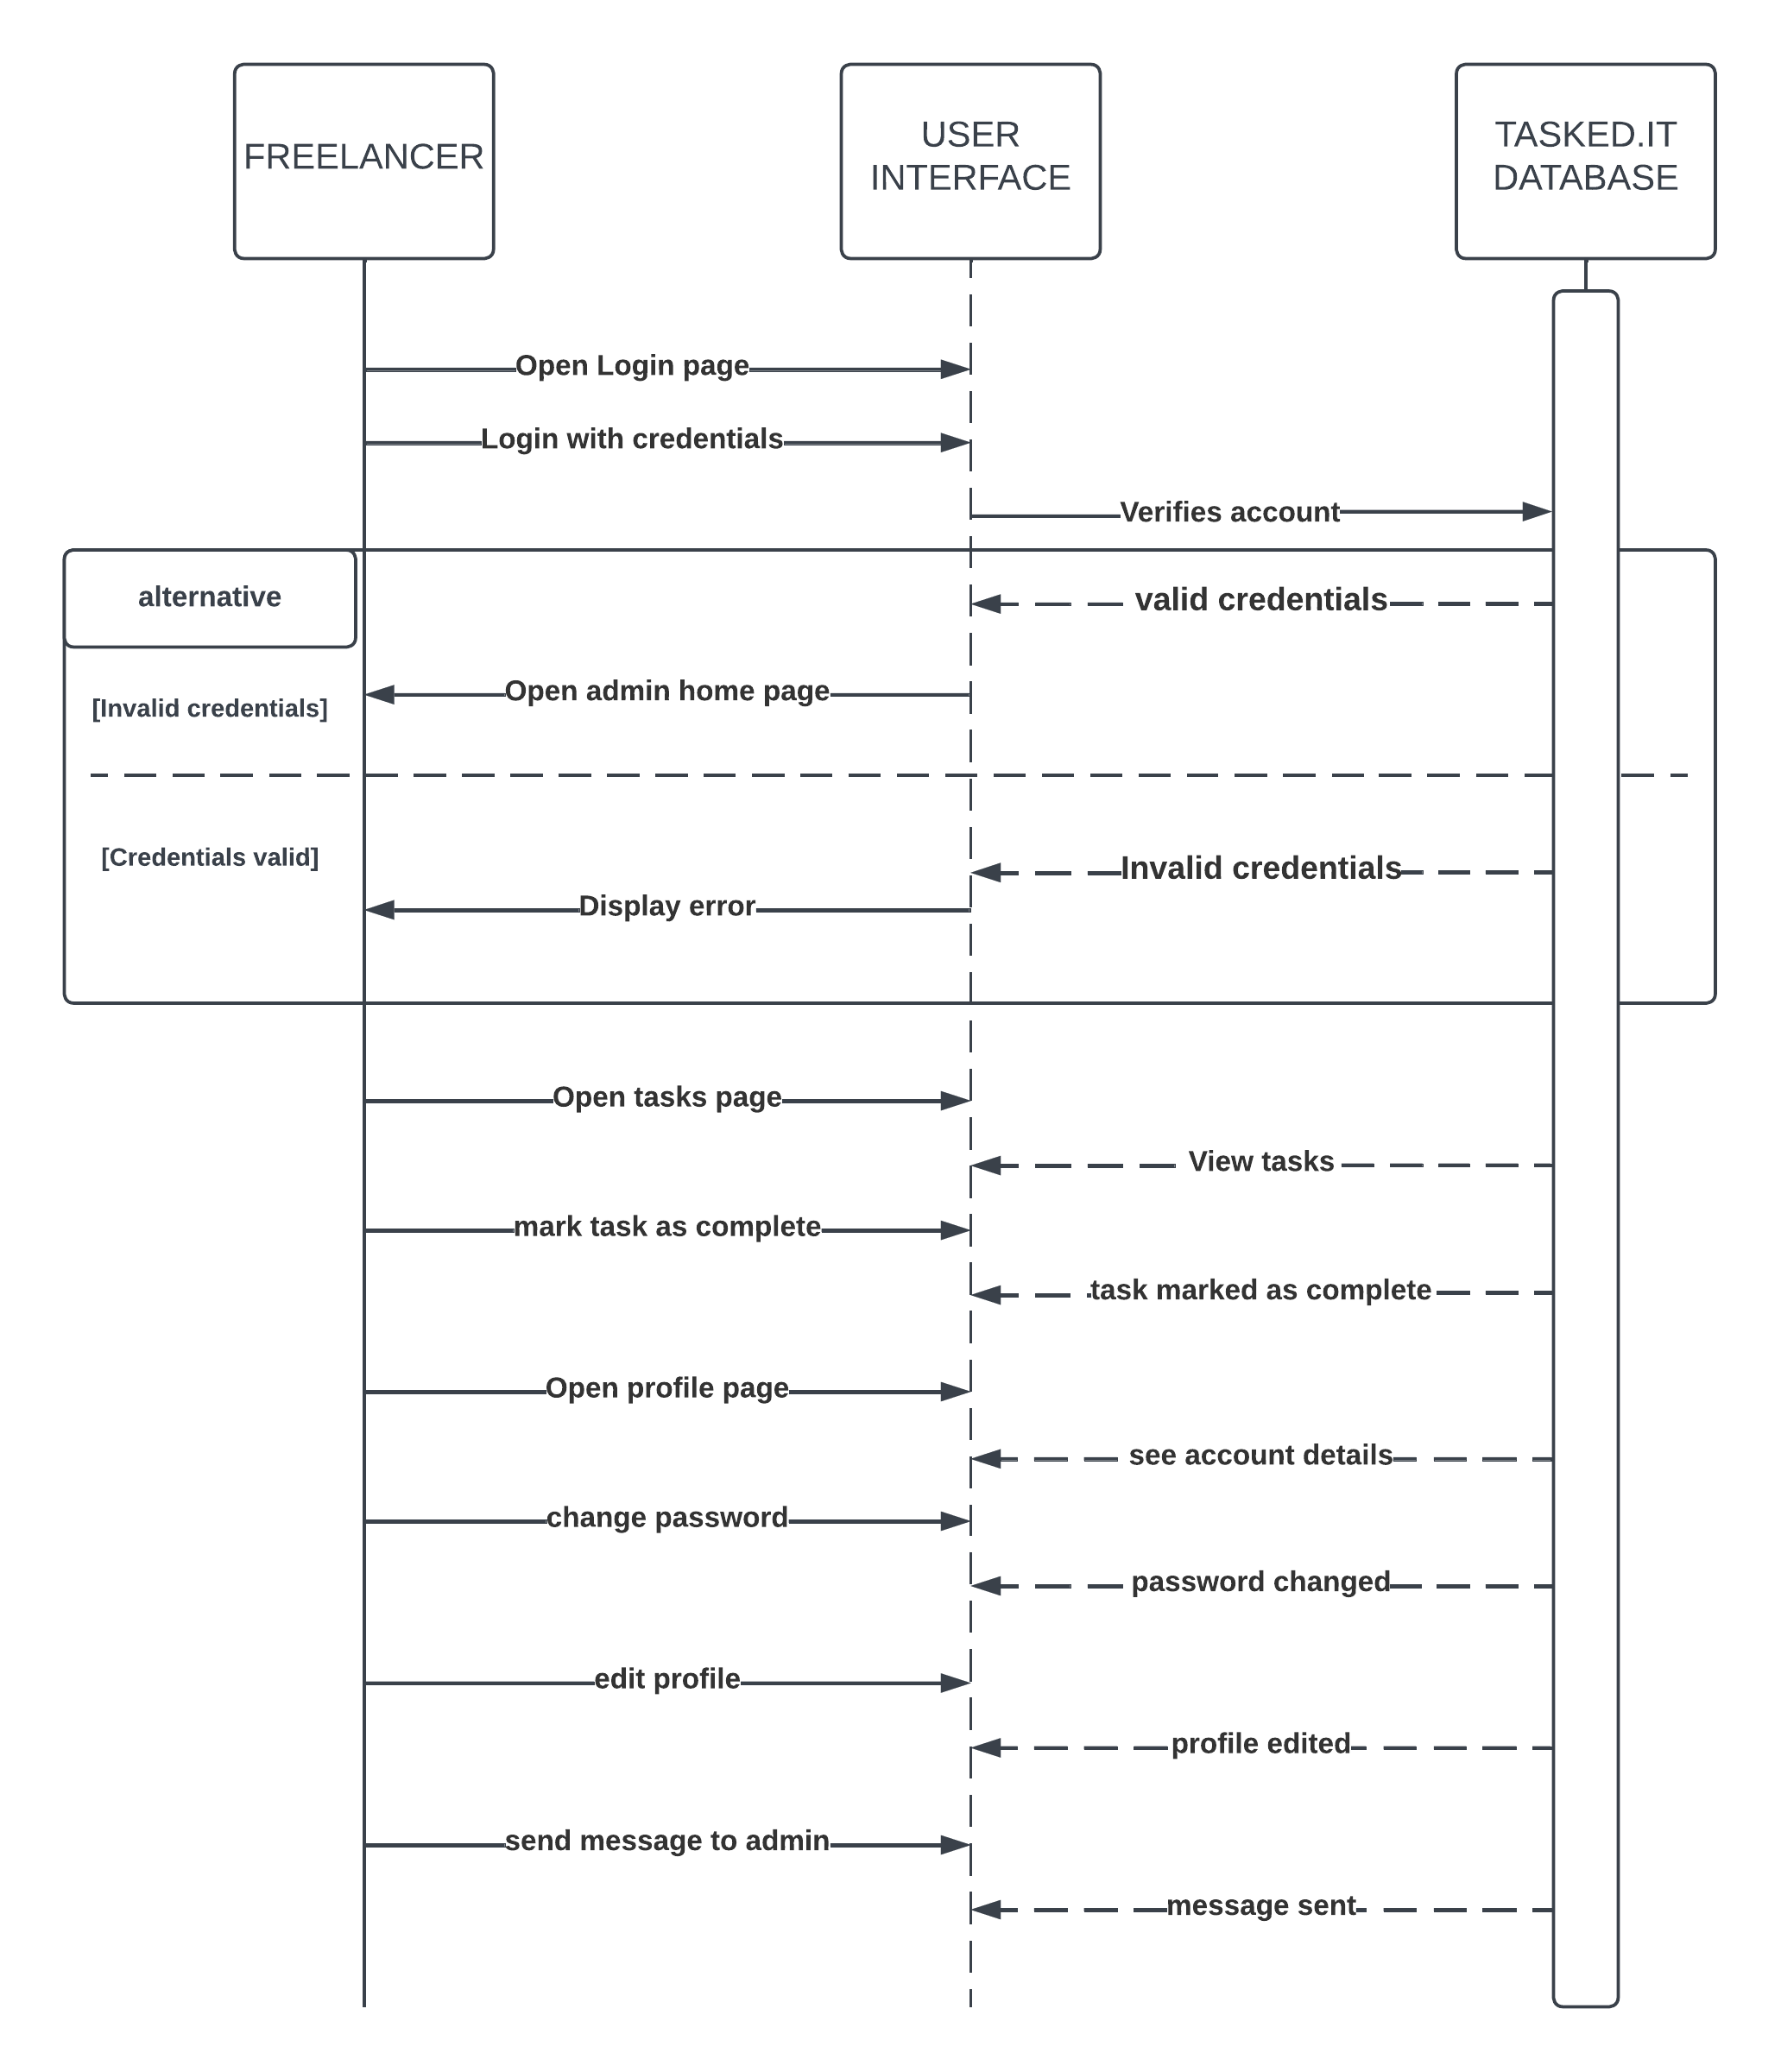 FREELANCER
USER
INTERFACE
TASKED.IT
DATABASE
Open Login page
Login with credentials
Verifies account
alternative
valid credentials
Open admin home page
[Invalid credentials]
[Credentials valid]
Invalid credentials
Display error
Open tasks page
View tasks
mark task as complete
task marked as complete
Open profile page
see account details
change password
password changed
edit profile
profile edited
send message to admin
message sent